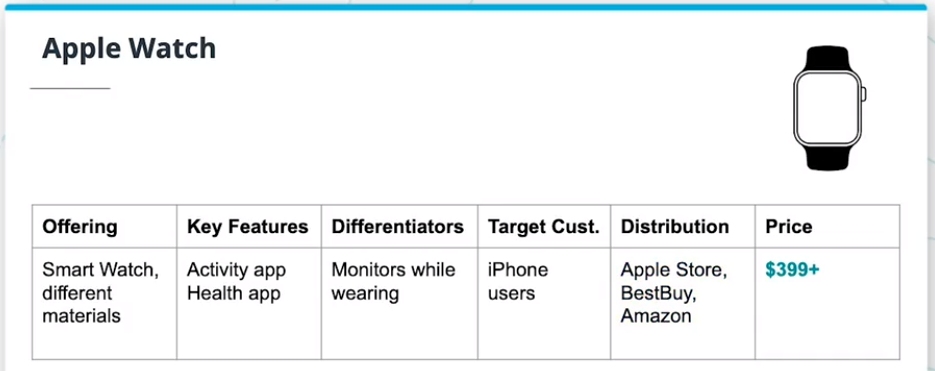 Apple Watch
Offering
Key Features
Differentiators
Target Cust.
Distribution
Price
Smart Watch,
different
materials
Activity app
Health app
Monitors while
wearing
iPhone
users
Apple Store,
BestBuy,
Amazon
$399+